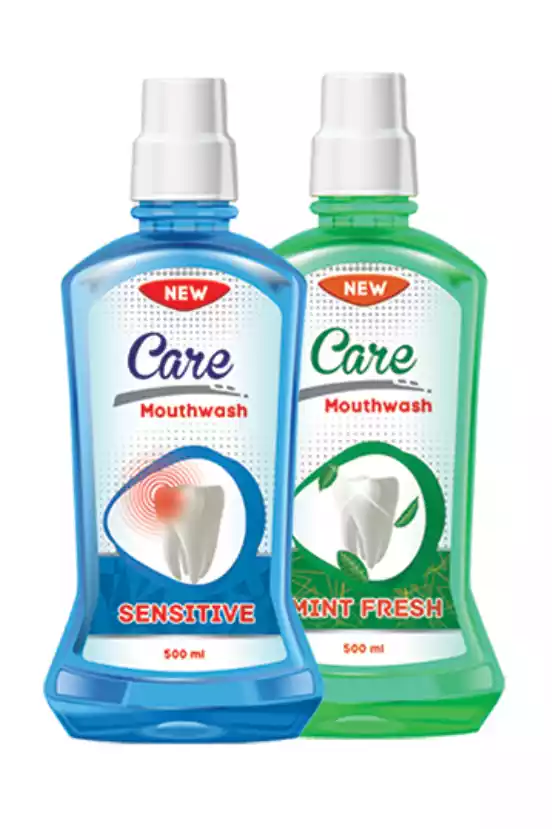 NEW
Care
Mouthwash
SENSITIVE
500 ml
NEW
Care
Mouthwash
MINT FRESH
500 ml